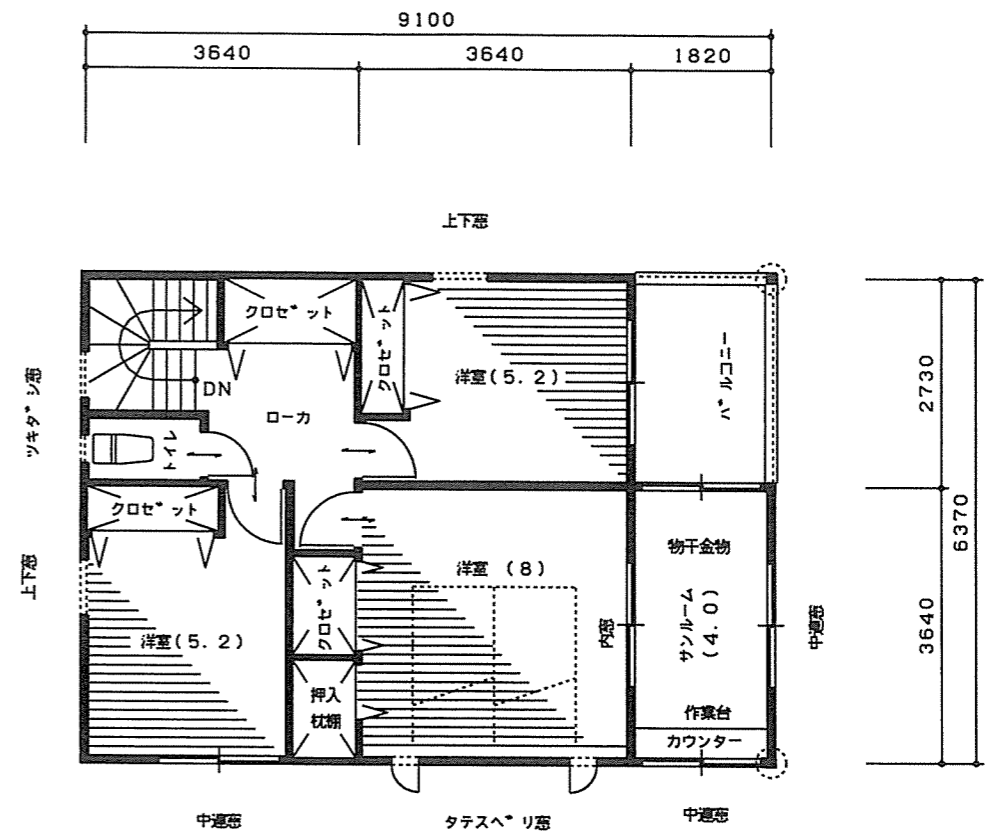 9100
3640
3640
1820
上下窓
クロゼット
クロゼット
洋室(5.2)
バルコニー
2730
ツキダシ窓
DN
ローカ
トイレ
クロゼット
6370
物干金物
洋室 (8)
上下窓
クロゼット
内窓
サンルーム
(4.0)
中連窓
3640
洋室(5.2)
押入
枕棚
作業台
カウンター
中連窓
タテスベリ窓
中連窓